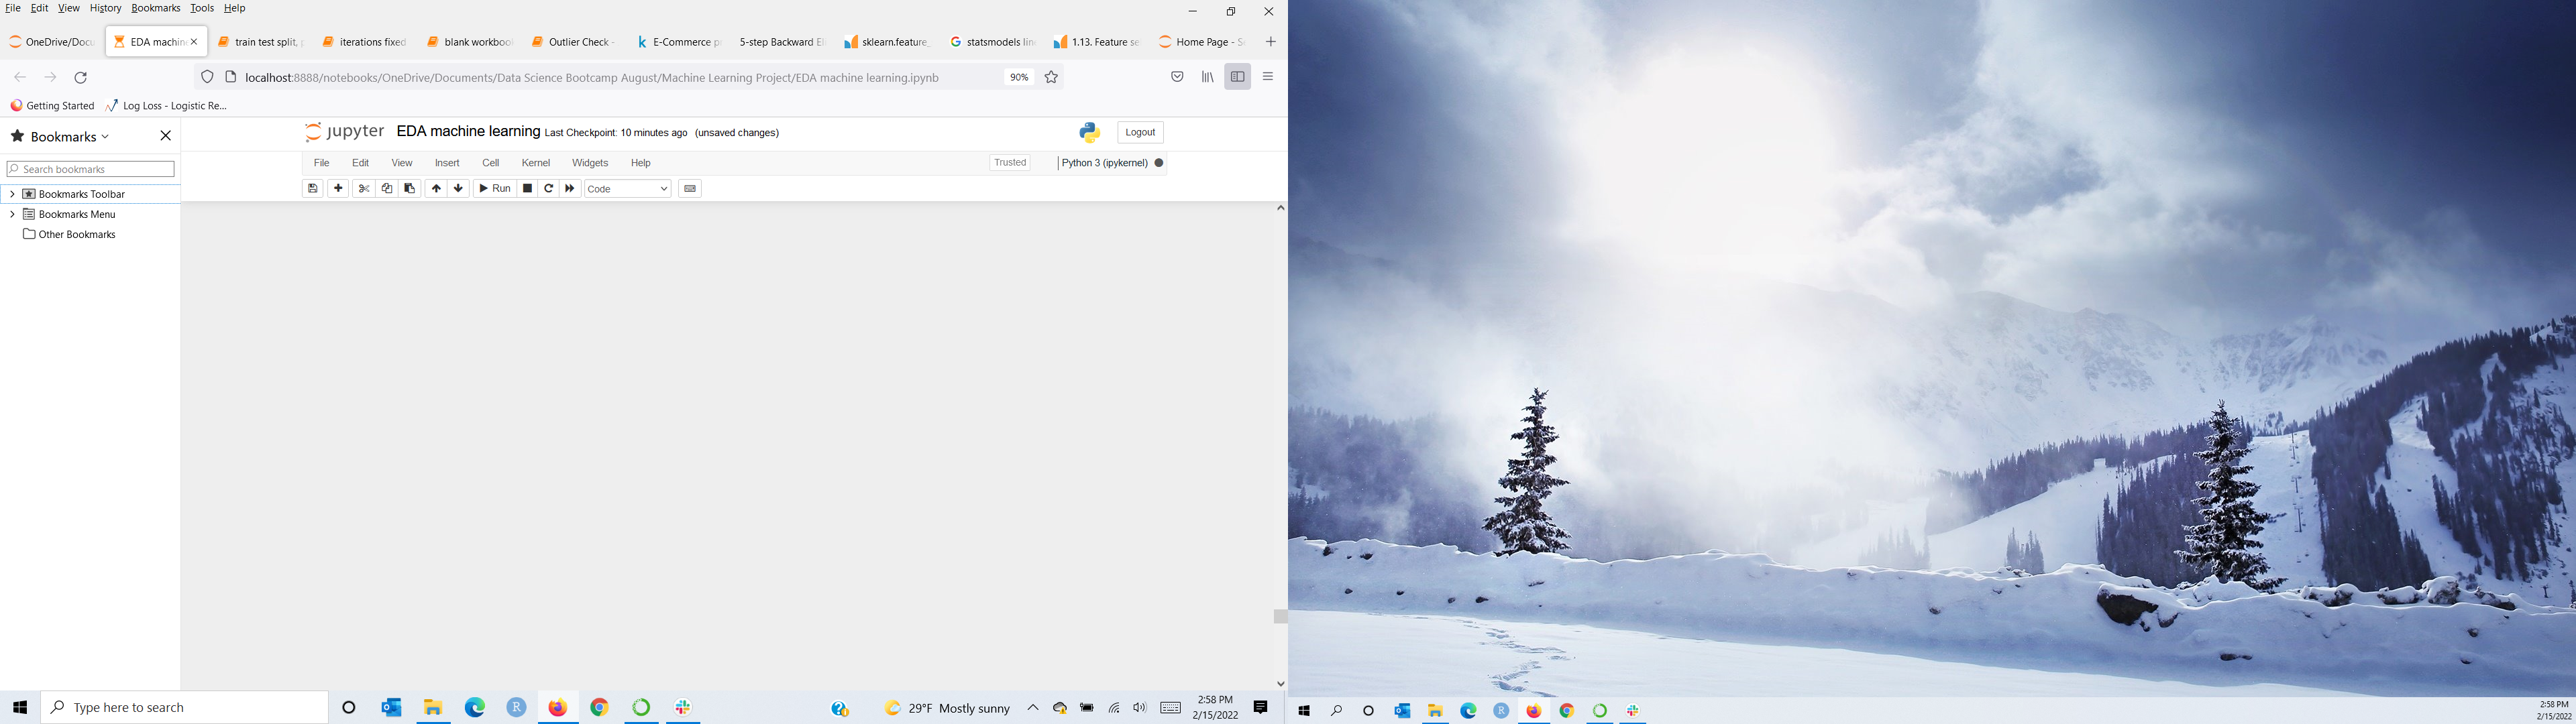 File Edit View History Bookmarks Tools Help
OneDrive/Docu
EDA machin
train test split,
iterations fixed
blank workboo
Outlier Check -
E-Commerce p
5-step Backward El
sklearn.feature_
statsmodels lin
1.13. Feature se
Home Page - S
localhost:8888/notebooks/OneDrive/Documents/Data Science Bootcamp August/Machine Learning Project/EDA machine learning.ipynb 90%
Getting Started Log Loss - Logistic Re...
Bookmarks
Search bookmarks
Bookmarks Toolbar
Bookmarks Menu
Other Bookmarks
jupyter EDA machine learning Last Checkpoint: 10 minutes ago (unsaved changes)
Logout
File Edit View Insert Cell Kernel Widgets Help
Trusted Python 3 (ipykernel)
Run Code
Type here to search
R
29°F Mostly sunny
2:58 PM
2/15/2022
R
2:58 PM
2/15/2022